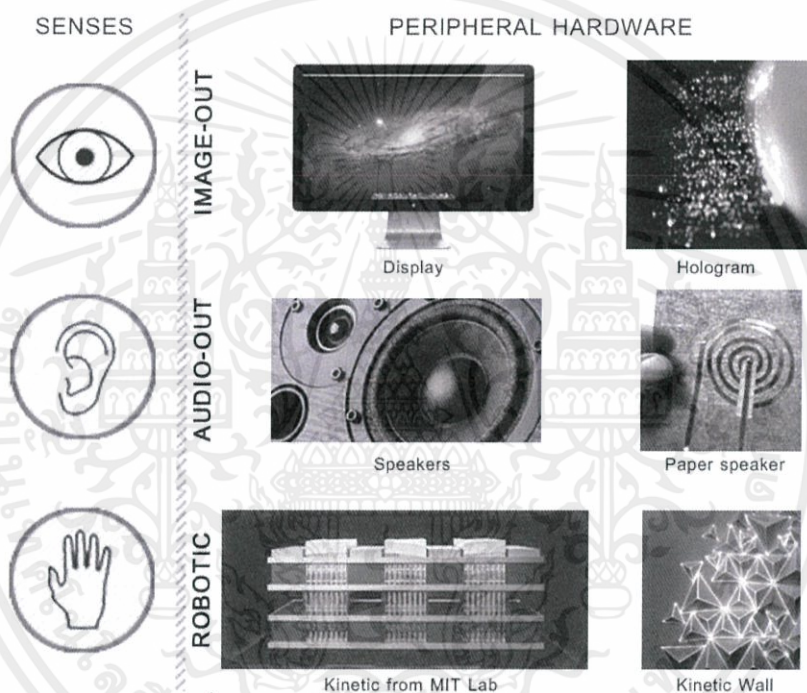 SENSES
PERIPHERAL HARDWARE
IMAGE-OUT
Display
Hologram
AUDIO-OUT
Speakers
Paper speaker
ROBOTIC
Kinetic from MIT Lab
Kinetic Wall